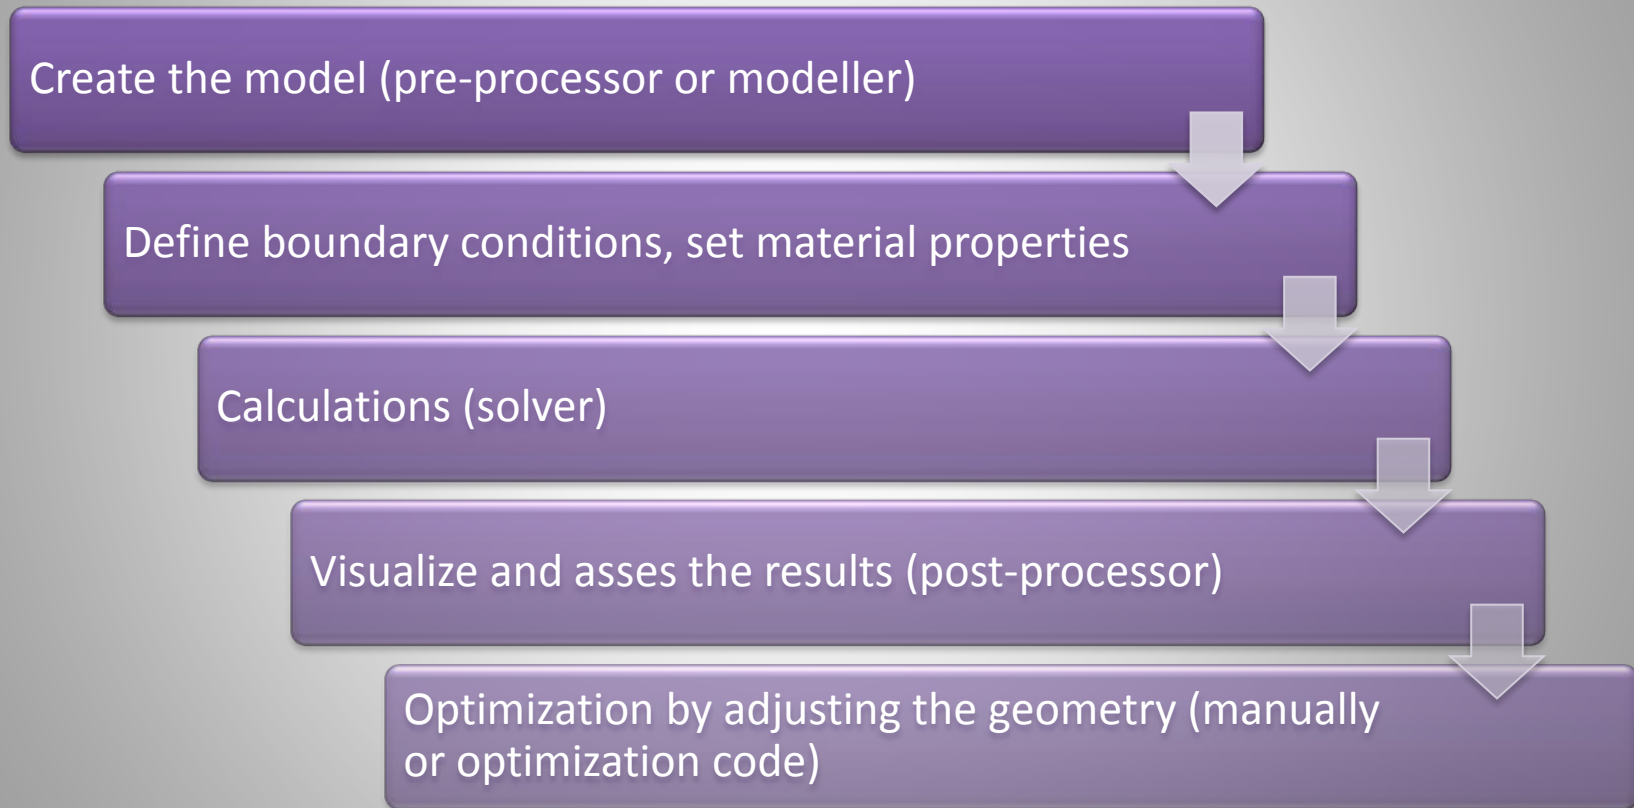 Create the model (pre-processor or modeller)
Define boundary conditions, set material properties
Calculations (solver)
Visualize and asses the results (post-processor)
Optimization by adjusting the geometry (manually
or optimization code)